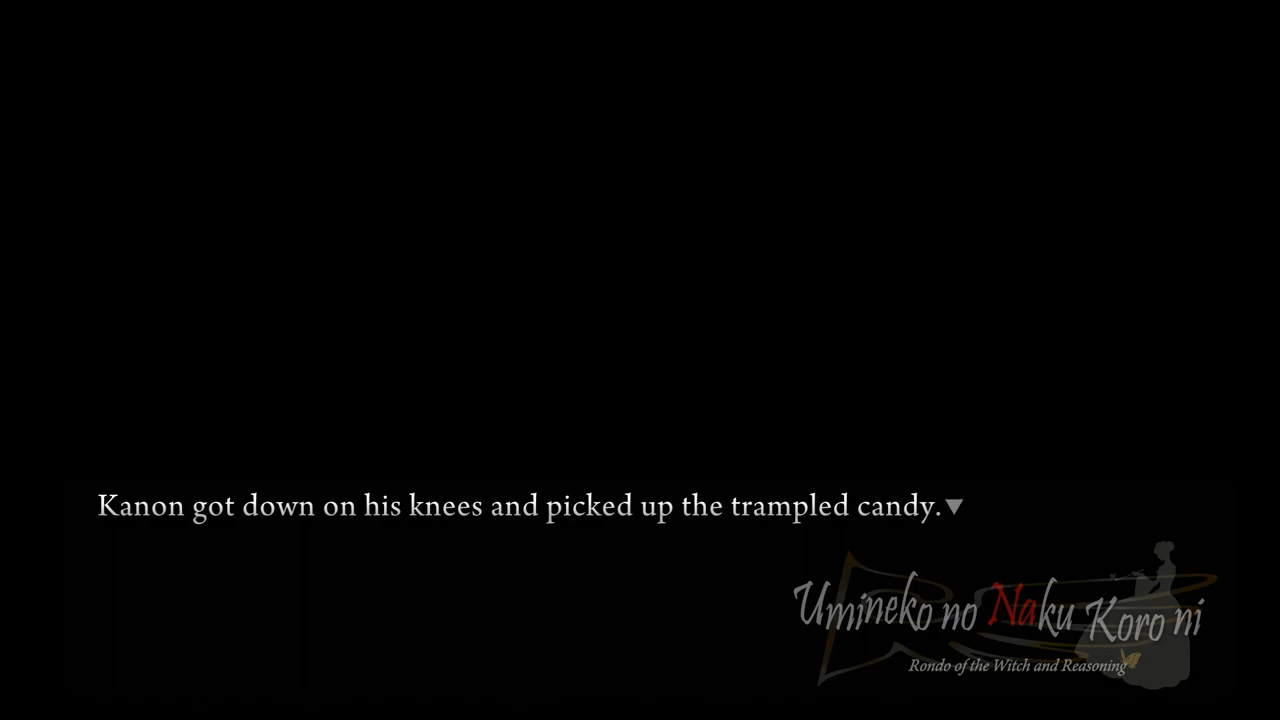 Kanon got down on his knees and picked up the trampled candy.
Umineko no Naku Koro ni
Rondo of the Witch and Reasoning